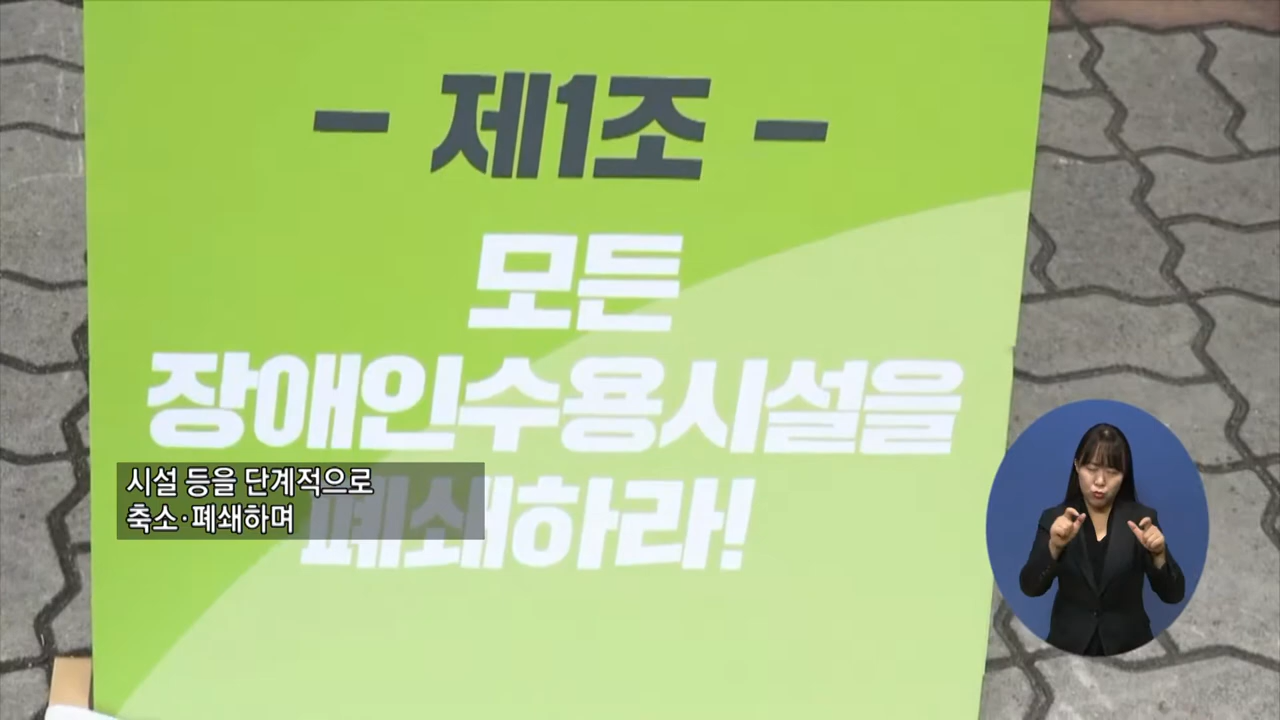 - 제1조 -
모든
장애인수용시설을
폐쇄하라!
시설 등을 단계적으로
축소·폐쇄하며